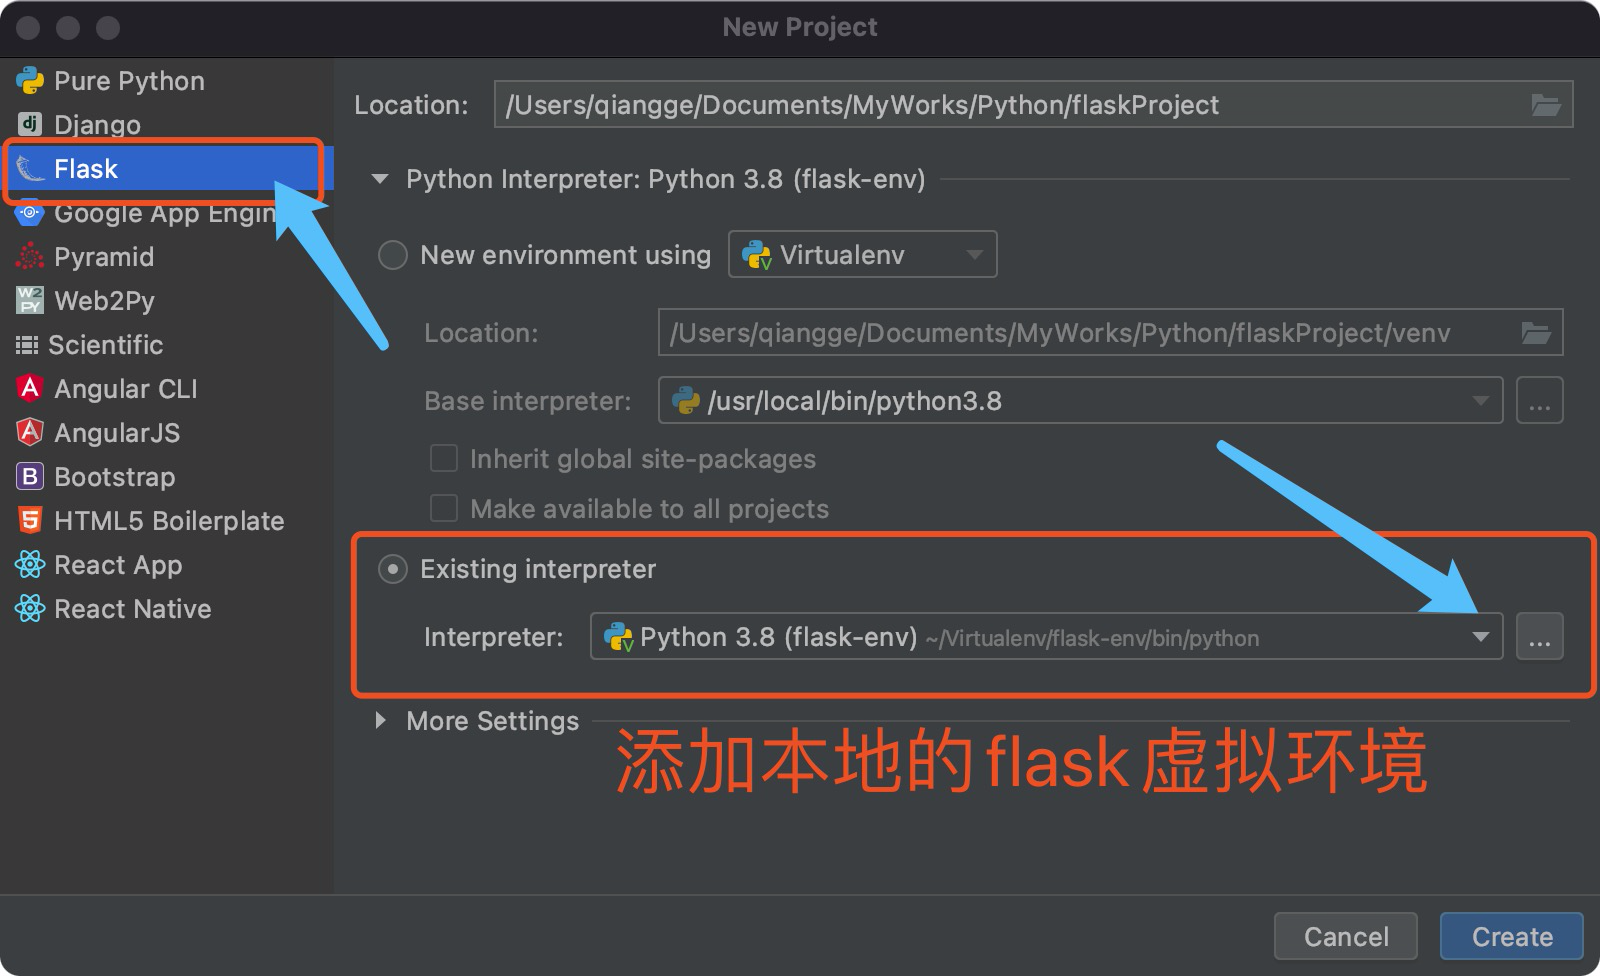 New Project
Pure Python
Django
Flask
Google App Engin
Pyramid
Web2Py
Scientific
Angular CLI
AngularJS
Bootstrap
HTML5 Boilerplate
React App
React Native
Location: /Users/qiangge/Documents/MyWorks/Python/flaskProject
Python Interpreter: Python 3.8 (flask-env)
New environment using Virtualenv
Location: /Users/qiangge/Documents/MyWorks/Python/flaskProject/venv
Base interpreter: /usr/local/bin/python3.8 ...
Inherit global site-packages
Make available to all projects
Existing interpreter
Interpreter: Python 3.8 (flask-env) ~/Virtualenv/flask-env/bin/python ...
More Settings
添加本地的flask虚拟环境
Cancel Create